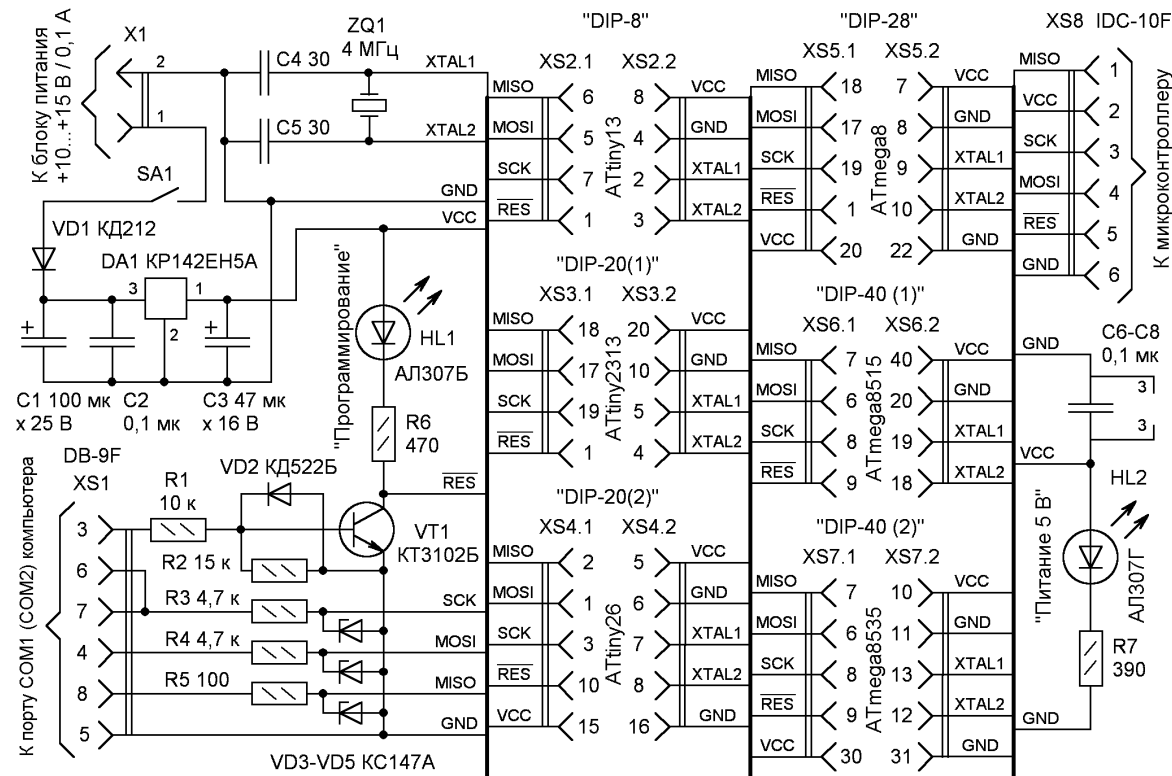 X1
К блоку питания
+10...+15 В / 0,1 А
2
1
SA1
VD1 КД212
DA1 КР142ЕН5А
3
1
2
+
+
C1 100 мк
x 25 В
C2
0,1 мк
C3 47 мк
x 16 В
C4 30
C5 30
ZQ1
4 МГц
XTAL1
XTAL2
GND
VCC
"Программирование"
HL1
АЛ307Б
R6
470
RES
DB-9F
XS1
К порту COM1 (COM2) компьютера
3
6
7
4
8
5
R1
10 к
VD2 КД522Б
VT1
КТ3102Б
R2 15 к
R3 4,7 к
R4 4,7 к
R5 100
SCK
MOSI
MISO
GND
VD3-VD5 КС147А
"DIP-8"
XS2.1 XS2.2
ATtiny13
MISO 6 8 VCC
MOSI 5 4 GND
SCK 7 2 XTAL1
RES 1 3 XTAL2
"DIP-20(1)"
XS3.1 XS3.2
ATtiny2313
MISO 18 20 VCC
MOSI 17 10 GND
SCK 19 5 XTAL1
RES 1 4 XTAL2
"DIP-20(2)"
XS4.1 XS4.2
ATtiny26
MISO 2 5 VCC
MOSI 1 6 GND
SCK 3 7 XTAL1
RES 10 8 XTAL2
VCC 15 16 GND
"DIP-28"
XS5.1 XS5.2
ATmega8
MISO 18 7 VCC
MOSI 17 8 GND
SCK 19 9 XTAL1
RES 1 10 XTAL2
VCC 20 22 GND
"DIP-40 (1)"
XS6.1 XS6.2
ATmega8515
MISO 7 40 VCC
MOSI 6 20 GND
SCK 8 19 XTAL1
RES 9 18 XTAL2
"DIP-40 (2)"
XS7.1 XS7.2
ATmega8535
MISO 7 10 VCC
MOSI 6 11 GND
SCK 8 13 XTAL1
RES 9 12 XTAL2
VCC 30 31 GND
XS8 IDC-10F
MISO 1
VCC 2
SCK 3
MOSI 4
RES 5
GND 6
К микроконтроллеру
GND
C6-C8
0,1 мк
3
3
VCC
HL2
АЛ307Г
"Питание 5 В"
R7
390
GND